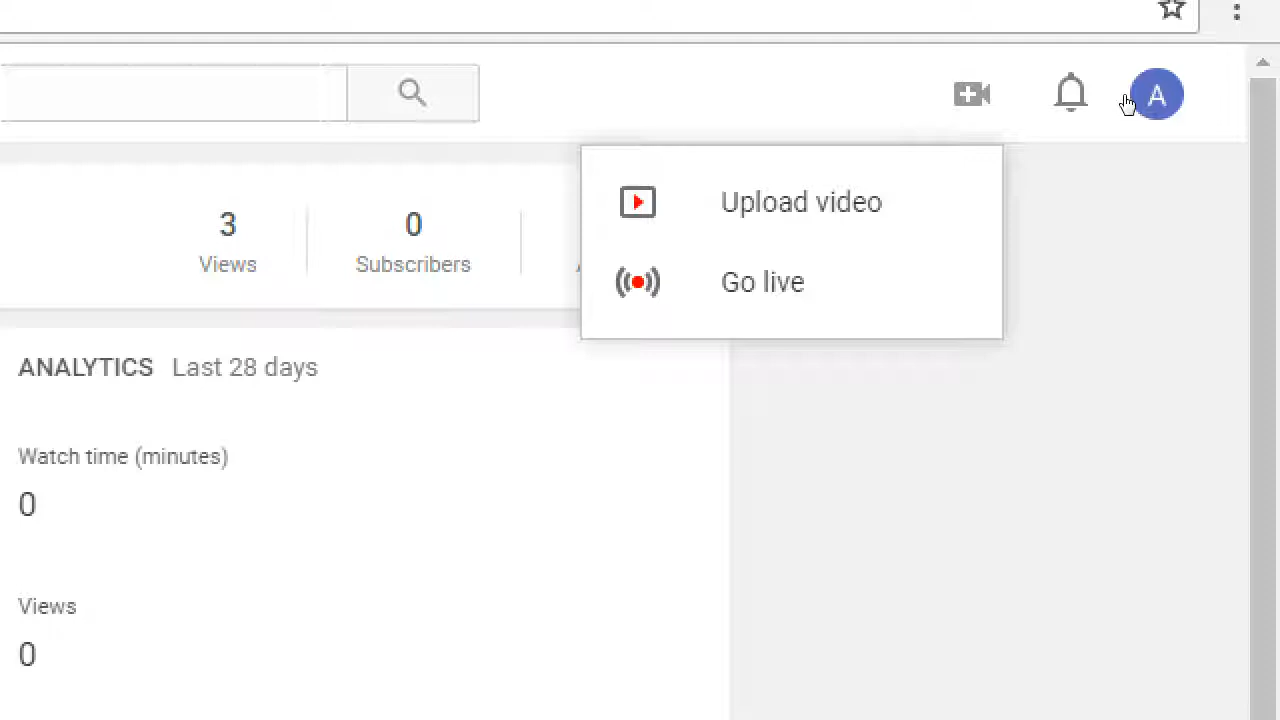 A
Upload video
3
0
Views
Subscribers
Go live
ANALYTICS Last 28 days
Watch time (minutes)
0
Views
0